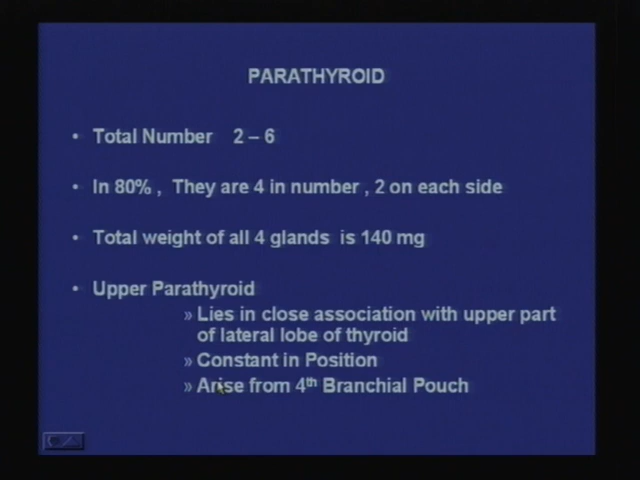 PARATHYROID
• Total Number 2 – 6
• In 80% , They are 4 in number , 2 on each side
• Total weight of all 4 glands is 140 mg
• Upper Parathyroid
» Lies in close association with upper part
of lateral lobe of thyroid
» Constant in Position
» Arise from 4th Branchial Pouch